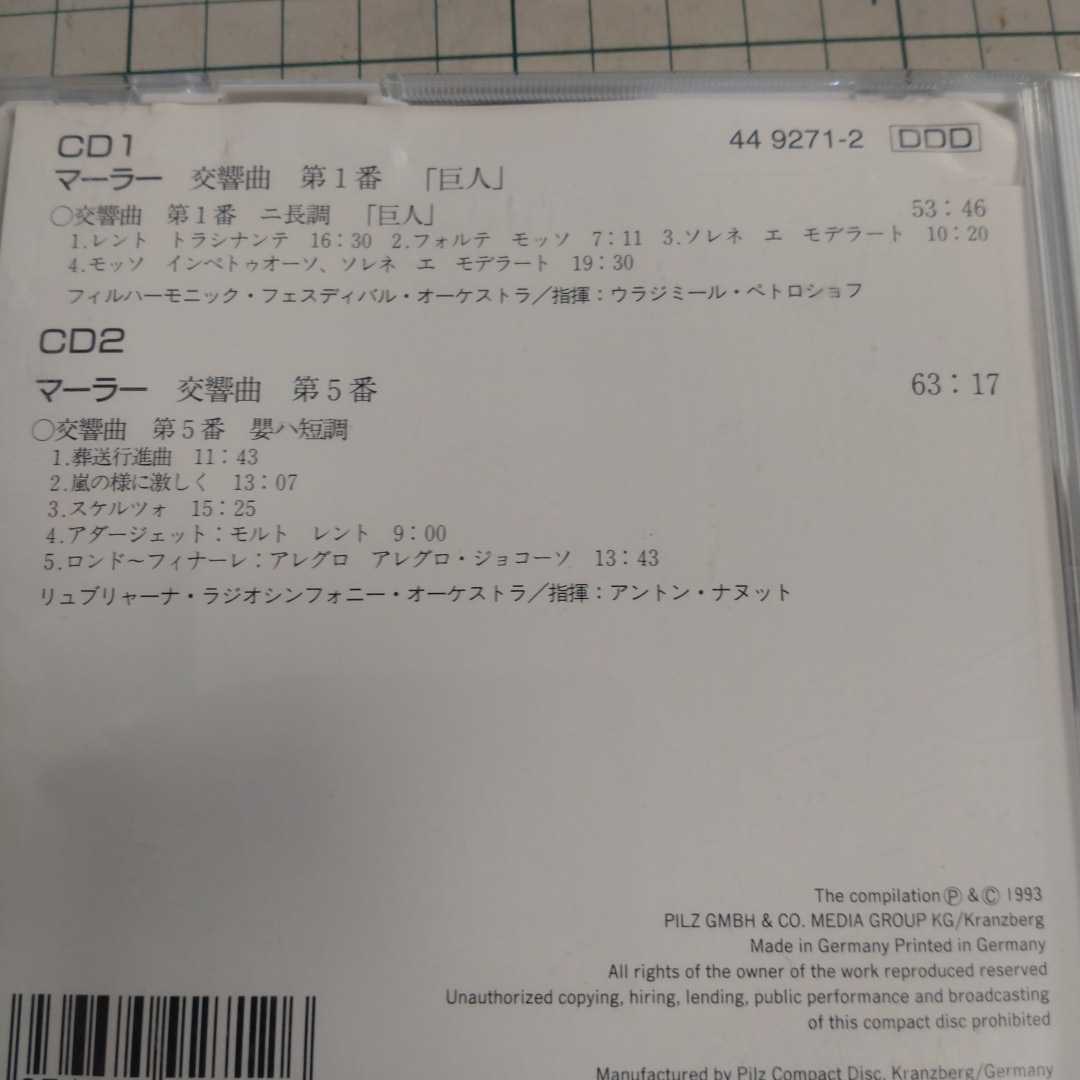 CD1 44 9271-2 DDD
マーラー 交響曲 第1番 「巨人」
○交響曲 第1番 ニ長調 「巨人」 53:46
1.レント トラシナンテ 16:30 2.フォルテ モッソ 7:11 3.ソレネ エ モデラート 10:20
4.モッソ インペトゥオーソ、ソレネ エ モデラート 19:30
フィルハーモニック・フェスディバル・オーケストラ/指揮:ウラジミール・ペトロショフ
CD2
マーラー 交響曲 第5番 63:17
○交響曲 第5番 嬰ハ短調
1.葬送行進曲 11:43
2.嵐の様に激しく 13:07
3.スケルツォ 15:25
4.アダージェット:モルト レント 9:00
5.ロンド〜フィナーレ:アレグロ アレグロ・ジョコーソ 13:43
リュブリャーナ・ラジオシンフォニー・オーケストラ/指揮:アントン・ナヌット
The compilation Ⓟ & © 1993
PILZ GMBH & CO. MEDIA GROUP KG/Kranzberg
Made in Germany Printed in Germany
All rights of the owner of the work reproduced reserved
Unauthorized copying, hiring, lending, public performance and broadcasting
of this compact disc prohibited
Manufactured by Pilz Compact Disc, Kranzberg/Germany